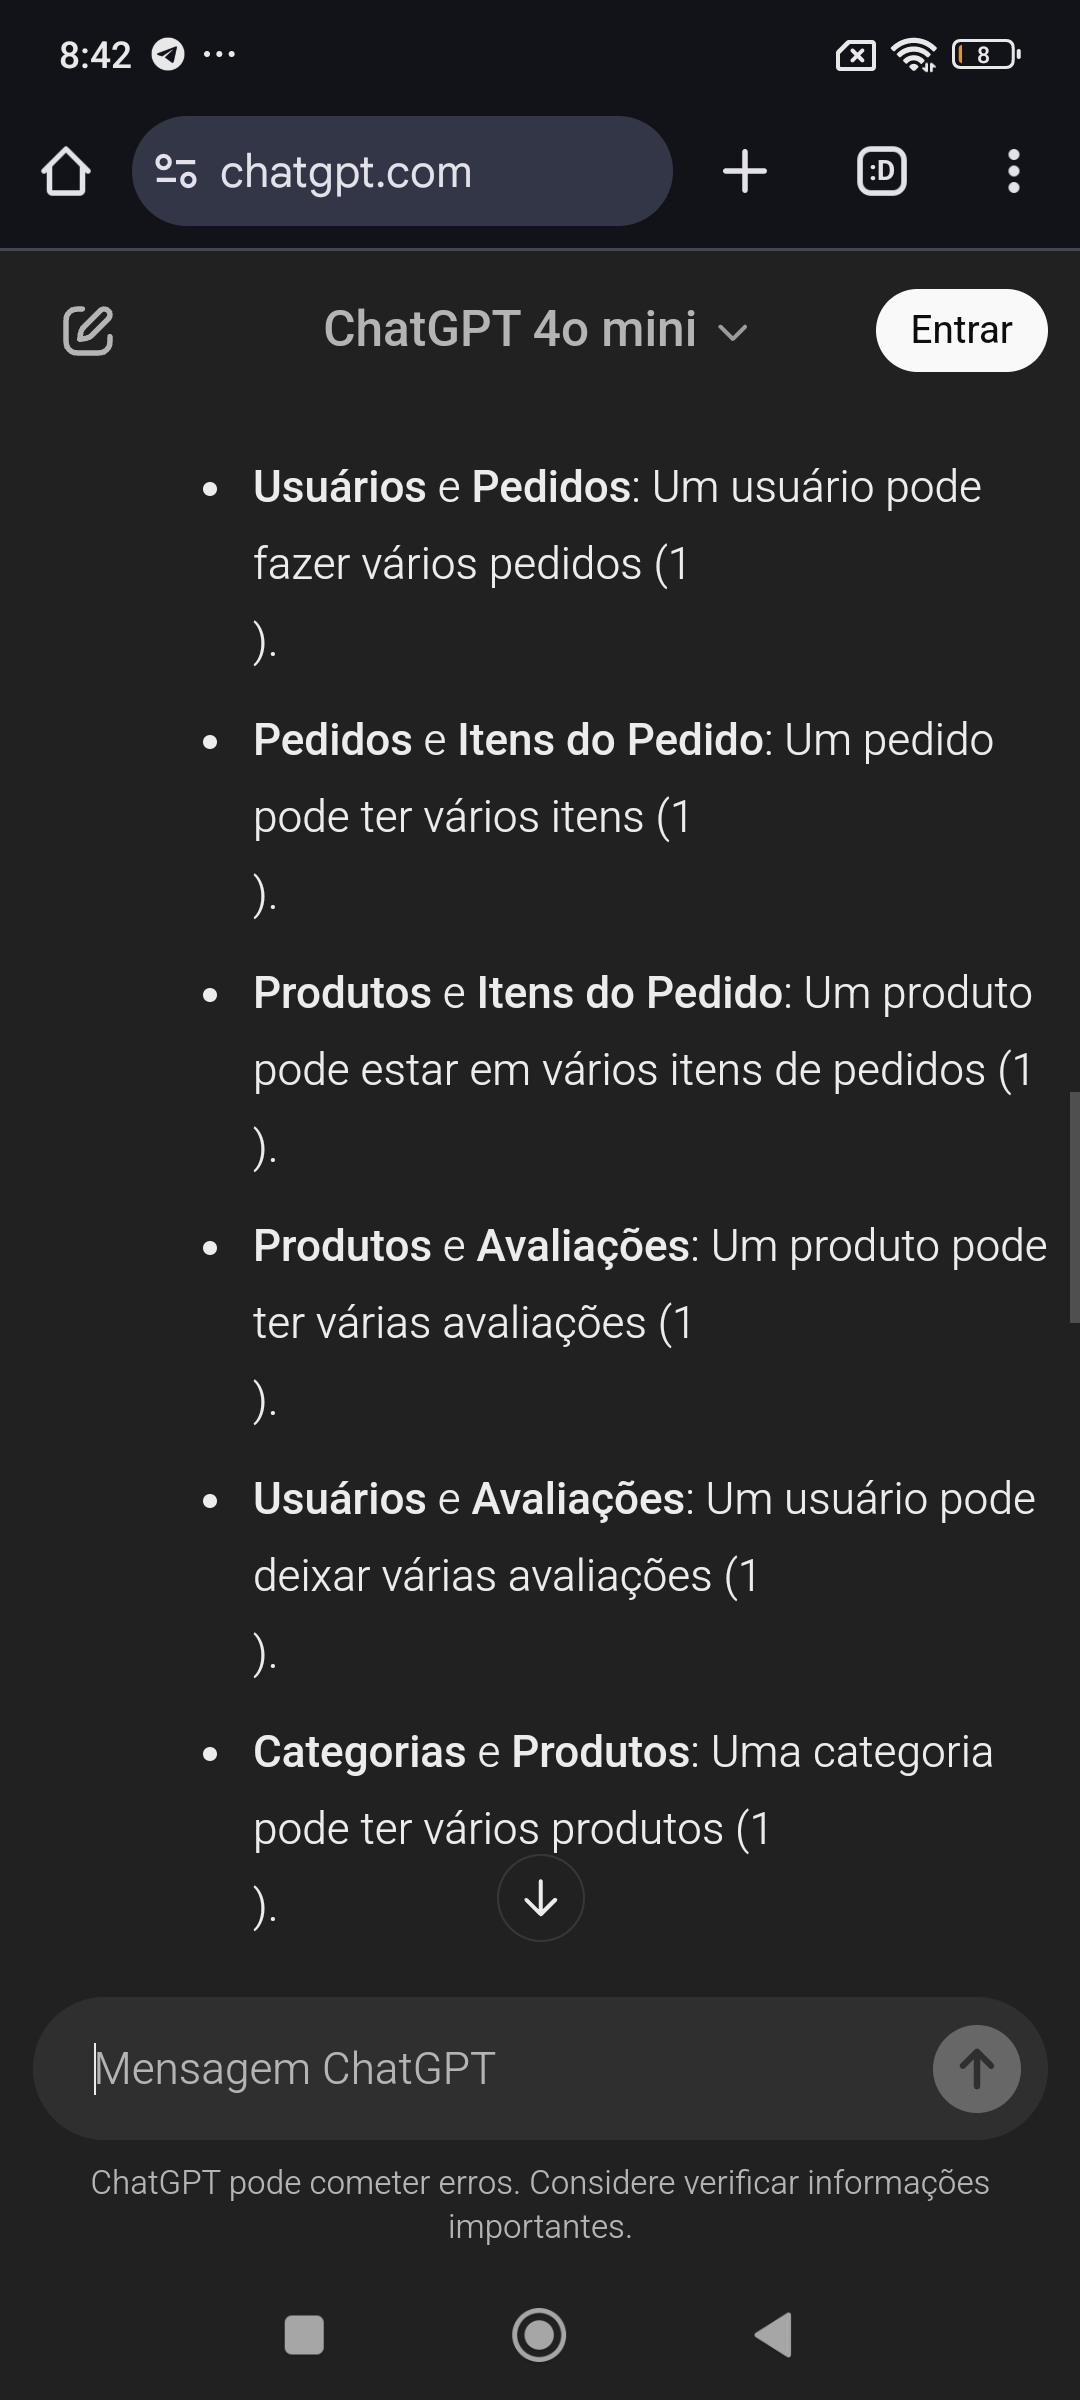 8:42
8
chatgpt.com
:D
ChatGPT 4o mini
Entrar
Usuários e Pedidos: Um usuário pode
fazer vários pedidos (1
).
Pedidos e Itens do Pedido: Um pedido
pode ter vários itens (1
).
Produtos e Itens do Pedido: Um produto
pode estar em vários itens de pedidos (1
).
Produtos e Avaliações: Um produto pode
ter várias avaliações (1
).
Usuários e Avaliações: Um usuário pode
deixar várias avaliações (1
).
Categorias e Produtos: Uma categoria
pode ter vários produtos (1
).
Mensagem ChatGPT
ChatGPT pode cometer erros. Considere verificar informações
importantes.